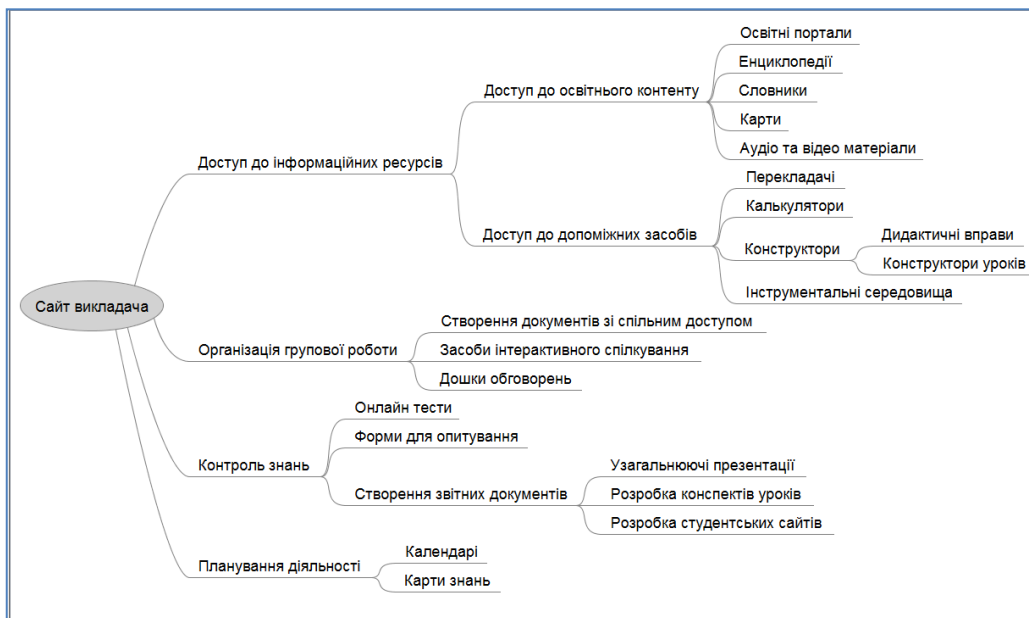 Сайт викладача
Доступ до інформаційних ресурсів
Доступ до освітнього контенту
Освітні портали
Енциклопедії
Словники
Карти
Аудіо та відео матеріали
Доступ до допоміжних засобів
Перекладачі
Калькулятори
Конструктори
Дидактичні вправи
Конструктори уроків
Інструментальні середовища
Організація групової роботи
Створення документів зі спільним доступом
Засоби інтерактивного спілкування
Дошки обговорень
Контроль знань
Онлайн тести
Форми для опитування
Створення звітних документів
Узагальнюючі презентації
Розробка конспектів уроків
Розробка студентських сайтів
Планування діяльності
Календарі
Карти знань